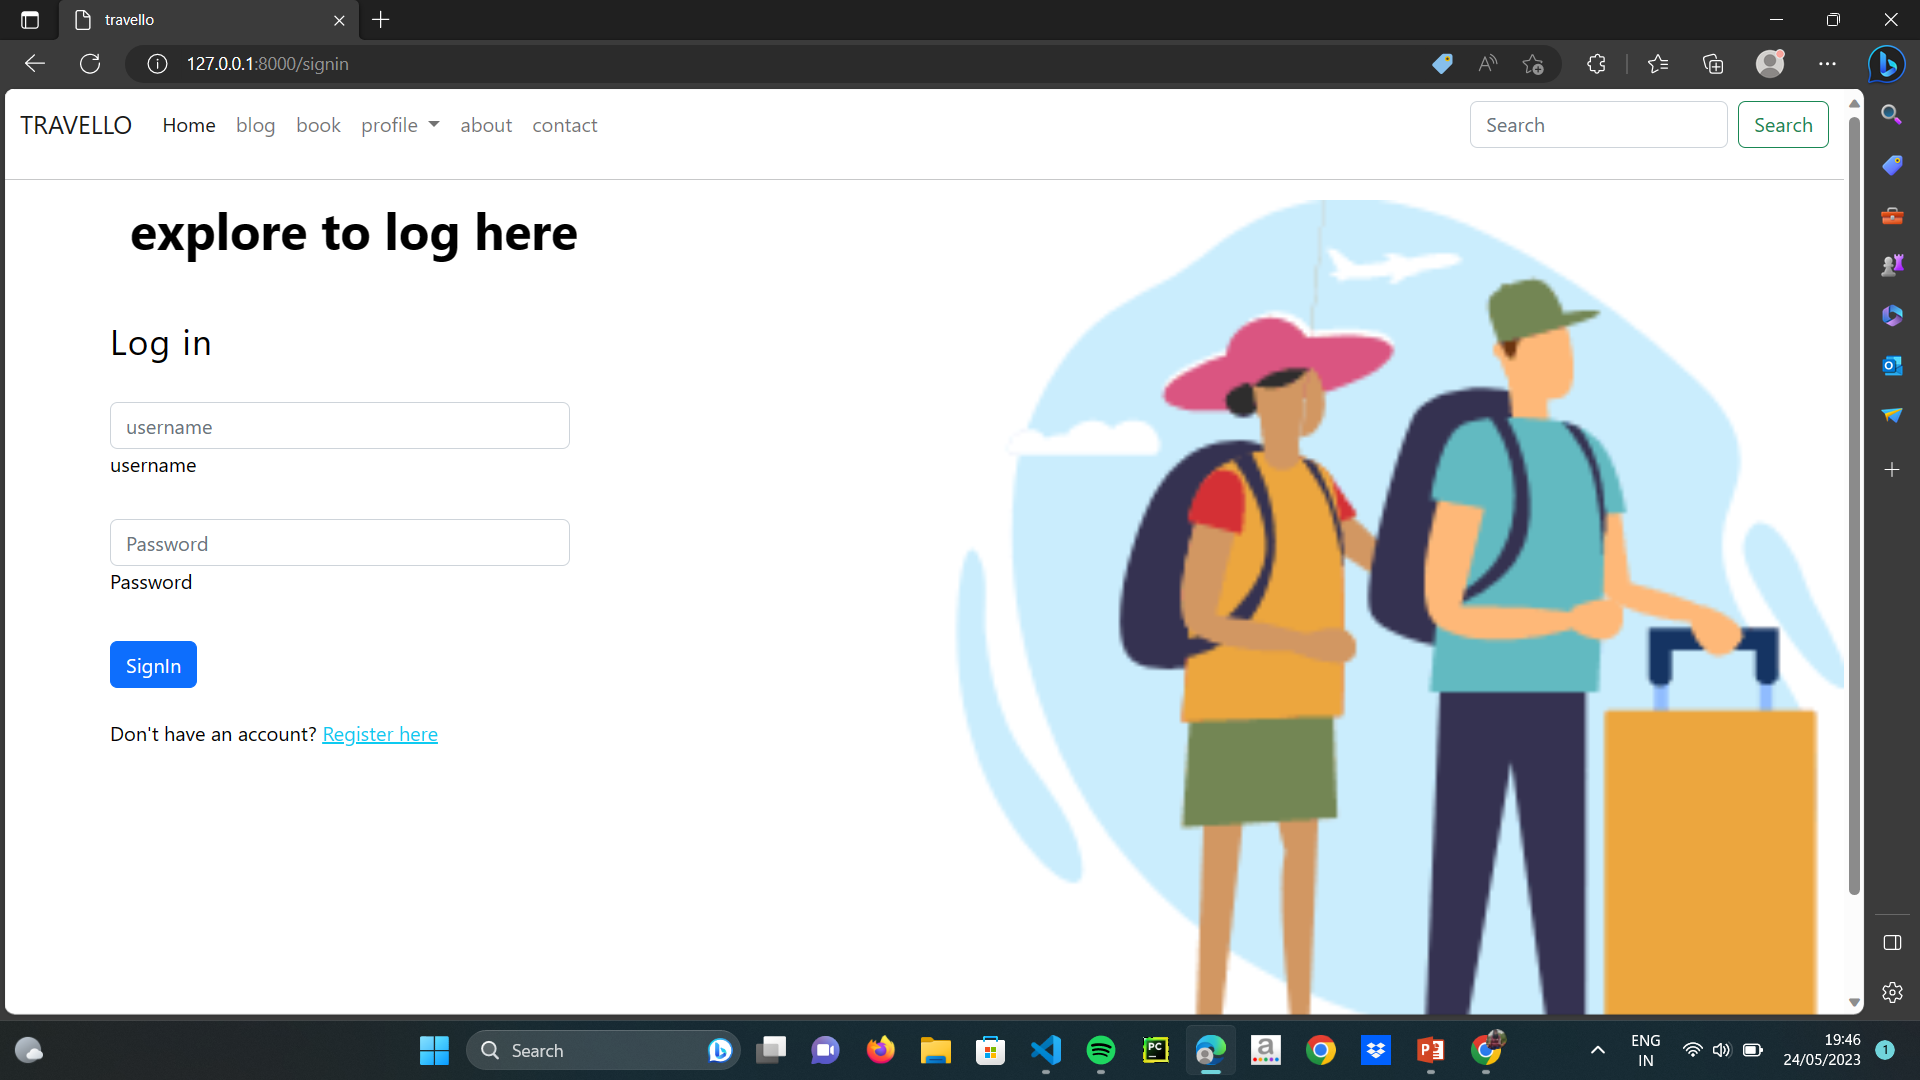 travello
127.0.0.1:8000/signin
TRAVELLO Home blog book profile about contact Search Search
explore to log here
Log in
username
username
Password
Password
SignIn
Don't have an account? Register here
Search
PC
a
P
ENG
IN
19:46
24/05/2023
1